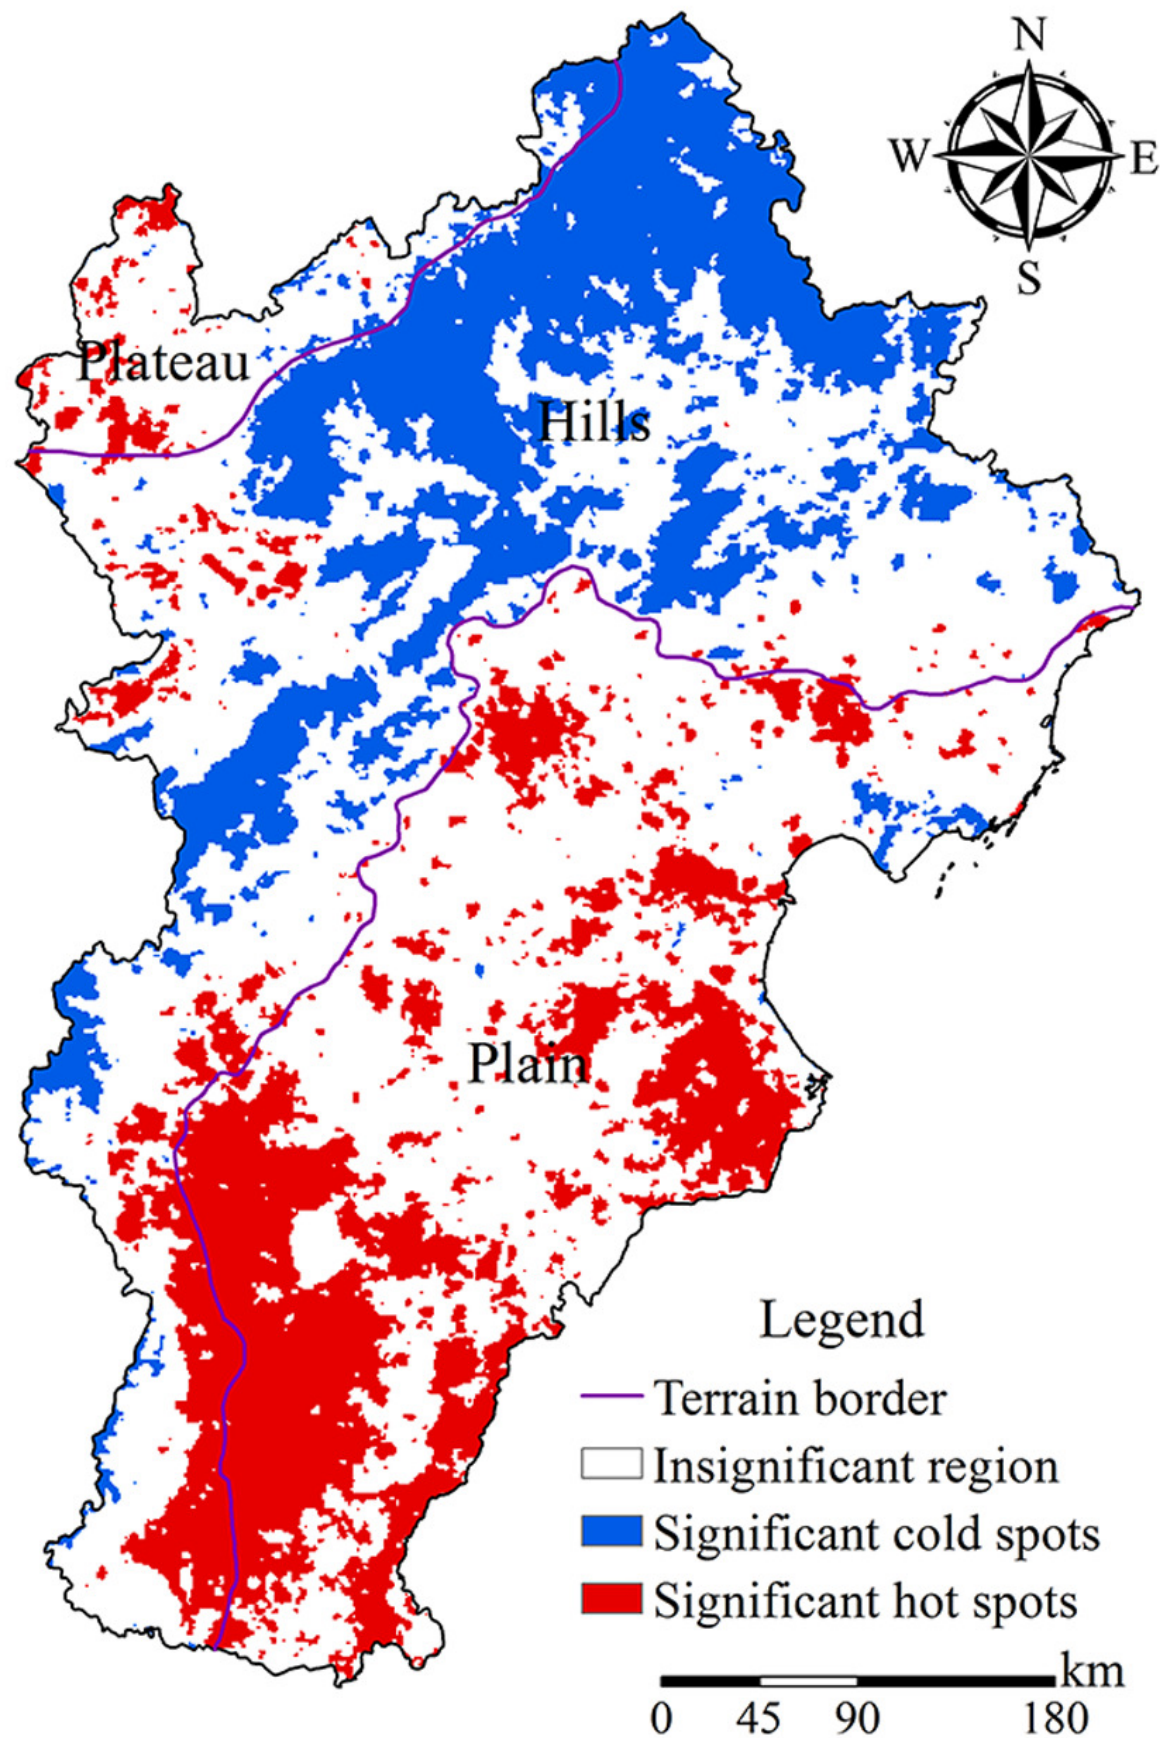 N
W E
S
Plateau
Hills
Plain
Legend
Terrain border
Insignificant region
Significant cold spots
Significant hot spots
km
0 45 90 180